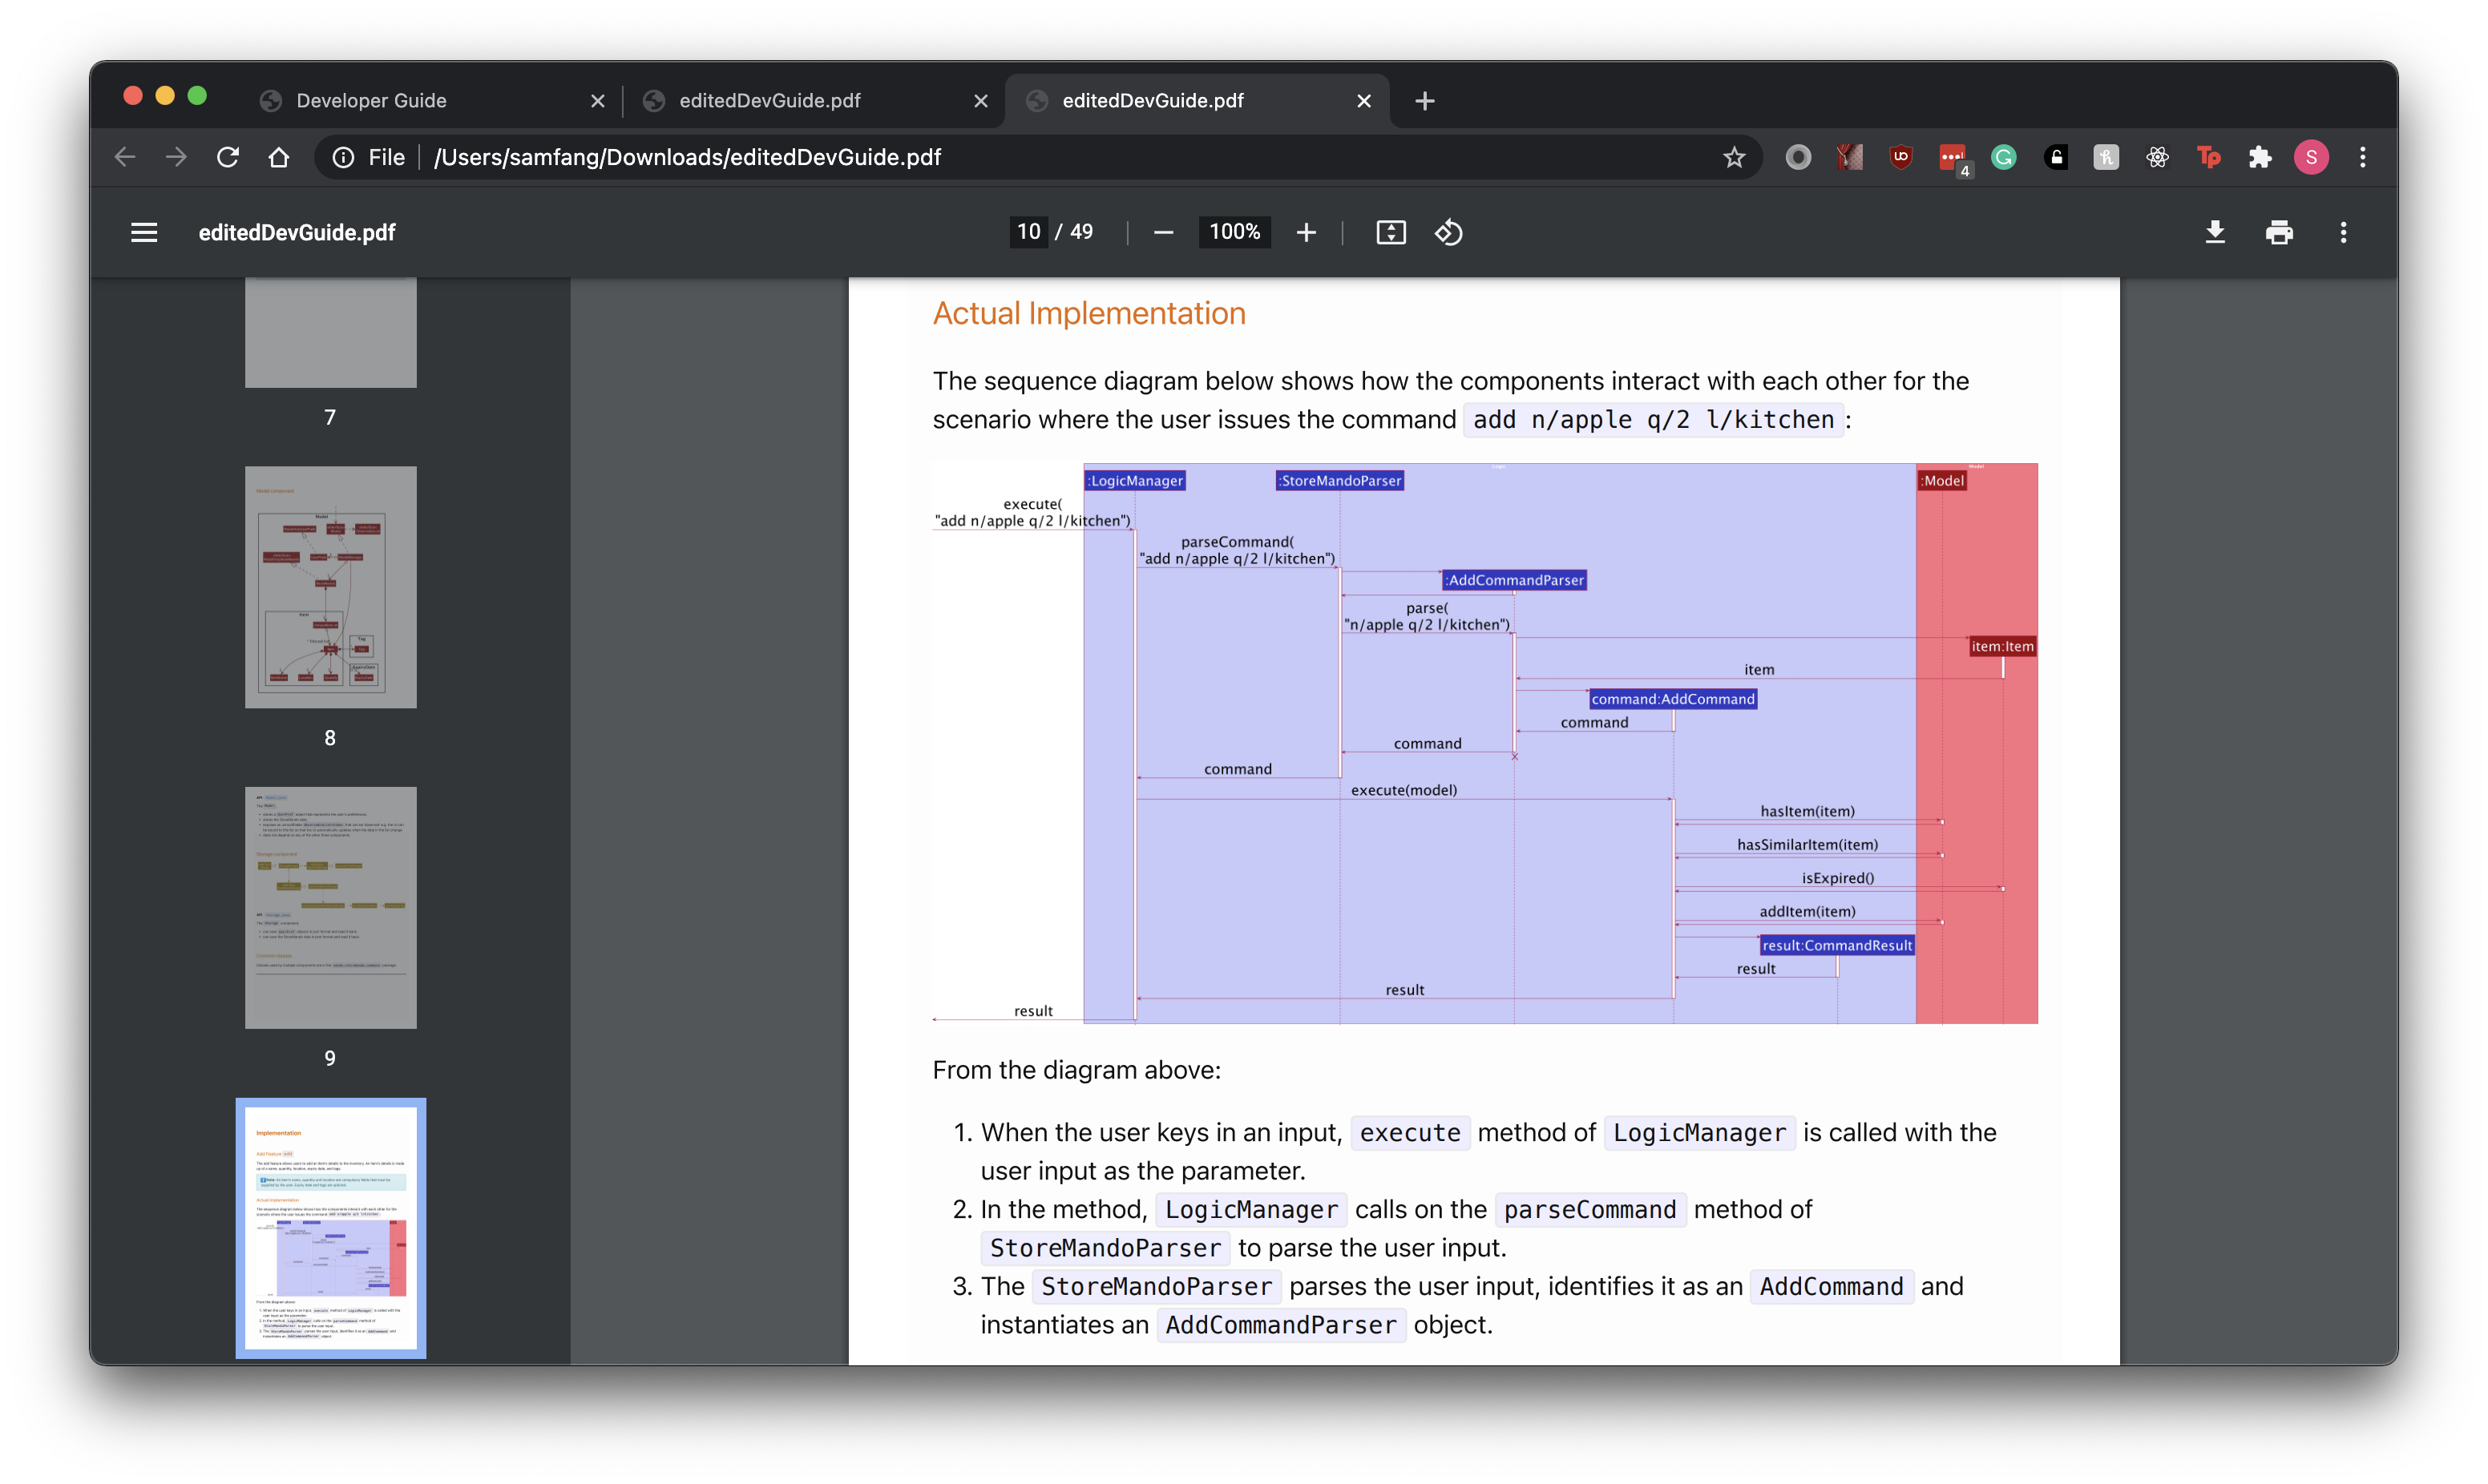 Developer Guide
editedDevGuide.pdf
editedDevGuide.pdf
File
/Users/samfang/Downloads/editedDevGuide.pdf
4
S
editedDevGuide.pdf
10 / 49
100%
7
8
9
Actual Implementation
The sequence diagram below shows how the components interact with each other for the
scenario where the user issues the command add n/apple q/2 l/kitchen :
Logic
Model
:LogicManager
:StoreMandoParser
:Model
execute(
"add n/apple q/2 l/kitchen")
parseCommand(
"add n/apple q/2 l/kitchen")
:AddCommandParser
parse(
"n/apple q/2 l/kitchen")
item:Item
item
command:AddCommand
command
command
command
execute(model)
hasItem(item)
hasSimilarItem(item)
isExpired()
addItem(item)
result:CommandResult
result
result
result
From the diagram above:
1. When the user keys in an input, execute method of LogicManager is called with the
user input as the parameter.
2. In the method, LogicManager calls on the parseCommand method of
StoreMandoParser to parse the user input.
3. The StoreMandoParser parses the user input, identifies it as an AddCommand and
instantiates an AddCommandParser object.
Implementation